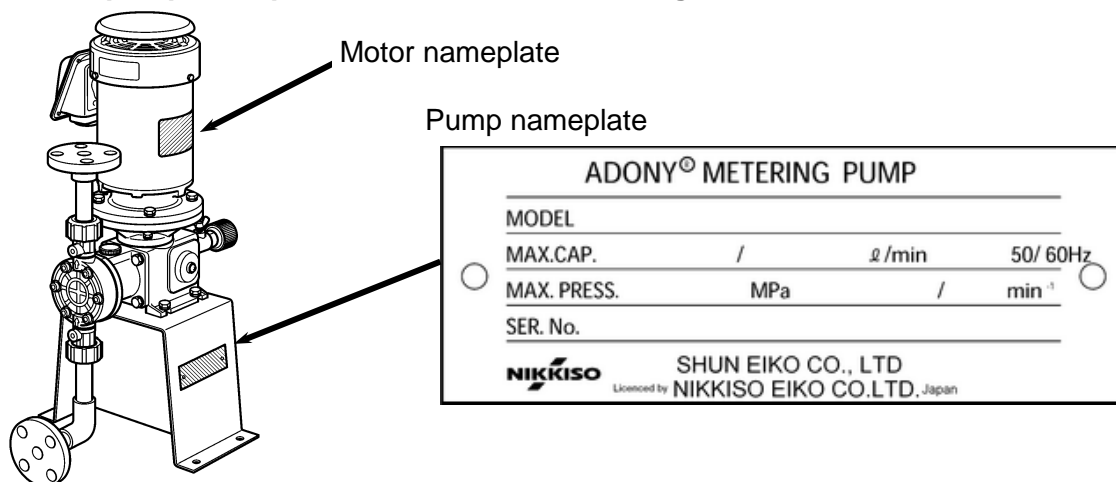 Motor nameplate
Pump nameplate
ADONY® METERING PUMP
MODEL
MAX.CAP. / ℓ/min 50/ 60Hz
MAX. PRESS. MPa / min⁻¹
SER. No.
NIKKISO SHUN EIKO CO., LTD
Licenced by NIKKISO EIKO CO.LTD. Japan